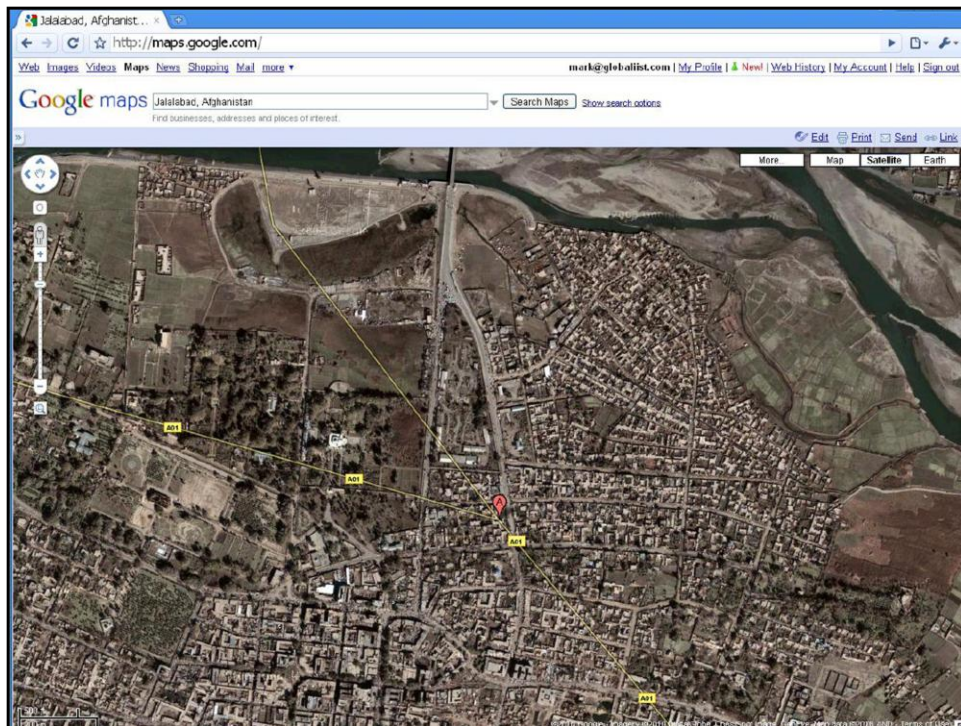 Jalalabad, Afghanist...
http://maps.google.com/
Web Images Videos Maps News Shopping Mail more ▼
mark@globaliist.com | My Profile | New! | Web History | My Account | Help | Sign out
Google maps
Jalalabad, Afghanistan
Search Maps
Show search options
Find businesses, addresses and places of interest.
Edit Print Send Link
More... Map Satellite Earth
A01
A01
A
A01
A01